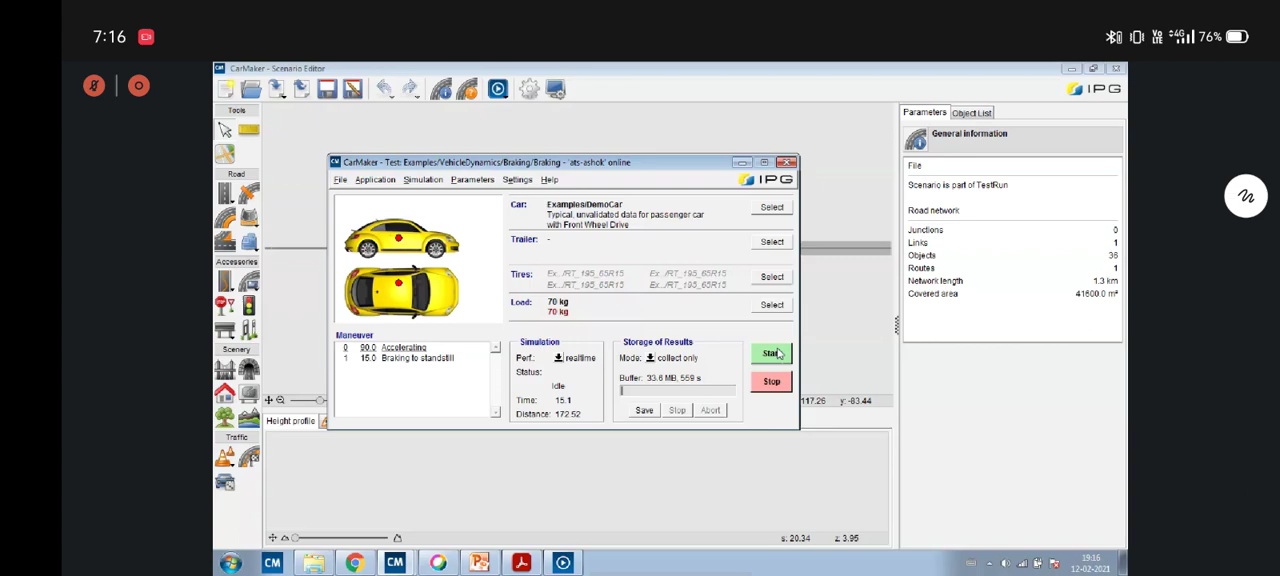 7:16
VO LTE 4G 76%
CarMaker - Scenario Editor
IPG
Tools
Road
Accessories
Scenery
Traffic
Parameters Object List
General information
File
Scenario is part of TestRun
Road network
Junctions 0
Links 1
Objects 36
Routes 1
Network length 1.3 km
Covered area 41600.0 m²
CM CarMaker - Test: Examples/VehicleDynamics/Braking/Braking - 'ats-ashok' online
File Application Simulation Parameters Settings Help
IPG
Car: Examples/DemoCar Select
Typical, unvalidated data for passenger car
with Front Wheel Drive
Trailer: - Select
Tires: Ex../RT_195_65R15 Ex../RT_195_65R15 Select
Ex../RT_195_65R15 Ex../RT_195_65R15
Load: 70 kg Select
70 kg
Maneuver
0 90.0 Accelerating
1 15.0 Braking to standstill
Simulation
Perf.: realtime
Status:
Idle
Time: 15.1
Distance: 172.52
Storage of Results
Mode: collect only
Buffer: 33.6 MB, 559 s
Save Stop Abort
Start
Stop
117.26 y: -83.44
Height profile
s: 20.34 z: 3.95
CM CM
19:16
12-02-2021